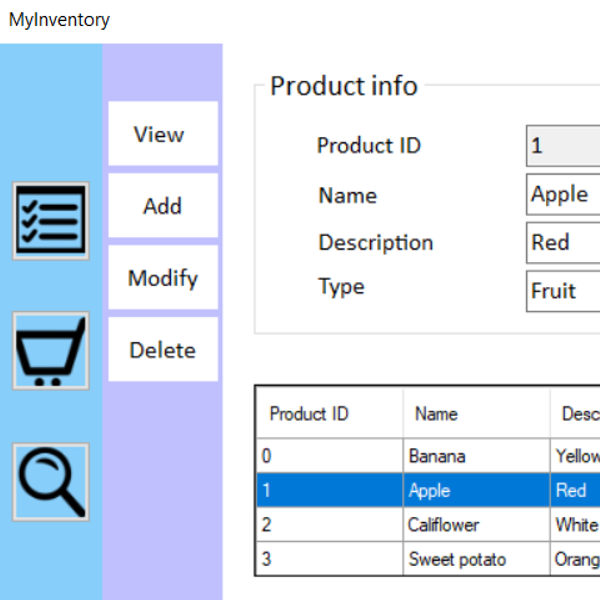 MyInventory
View
Add
Modify
Delete
Product info
Product ID 1
Name Apple
Description Red
Type Fruit
Product ID Name Desc
0 Banana Yellow
1 Apple Red
2 Califlower White
3 Sweet potato Orang